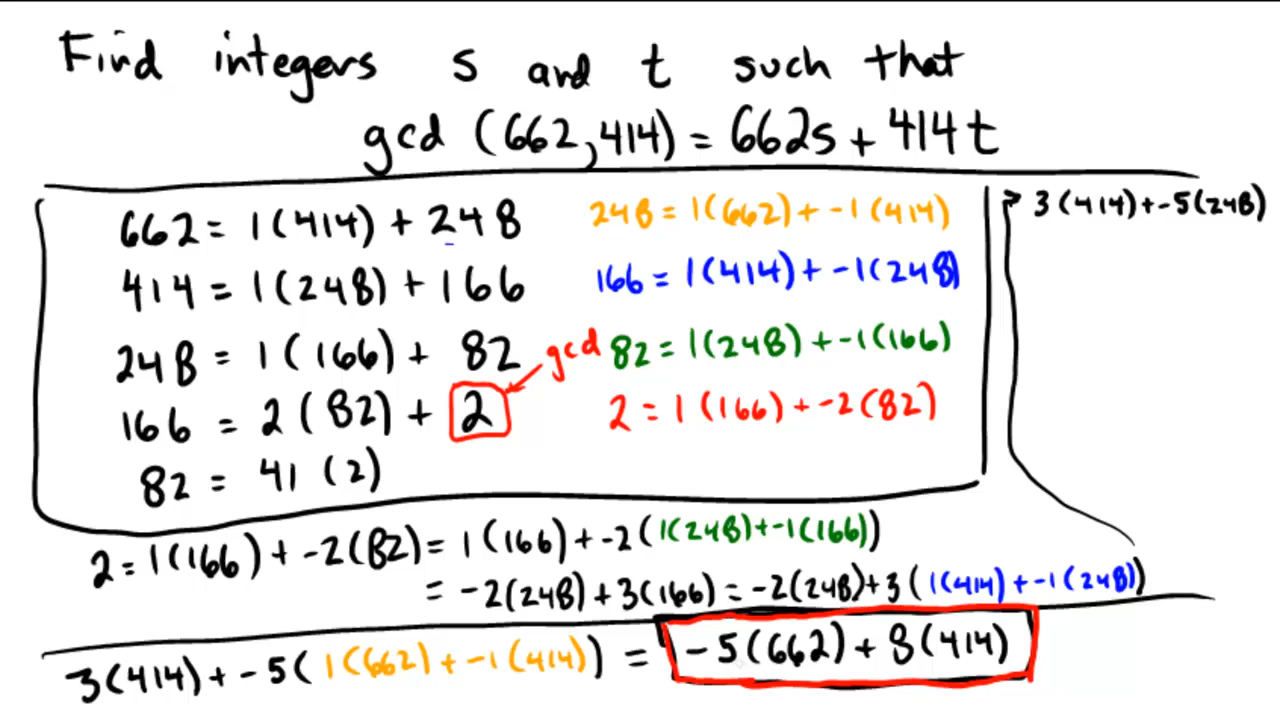 Find integers s and t such that
gcd (662,414) = 662s + 414t
662 = 1(414) + 248 248 = 1(662) + -1(414)
414 = 1(248) + 166 166 = 1(414) + -1(248)
248 = 1(166) + 82 gcd 82 = 1(248) + -1(166)
166 = 2(82) + 2 2 = 1(166) + -2(82)
82 = 41(2)
2 = 1(166) + -2(82) = 1(166) + -2(1(248) + -1(166))
= -2(248) + 3(166) = -2(248) + 3(1(414) + -1(248))
3(414) + -5(248)
3(414) + -5(1(662) + -1(414)) = -5(662) + 8(414)